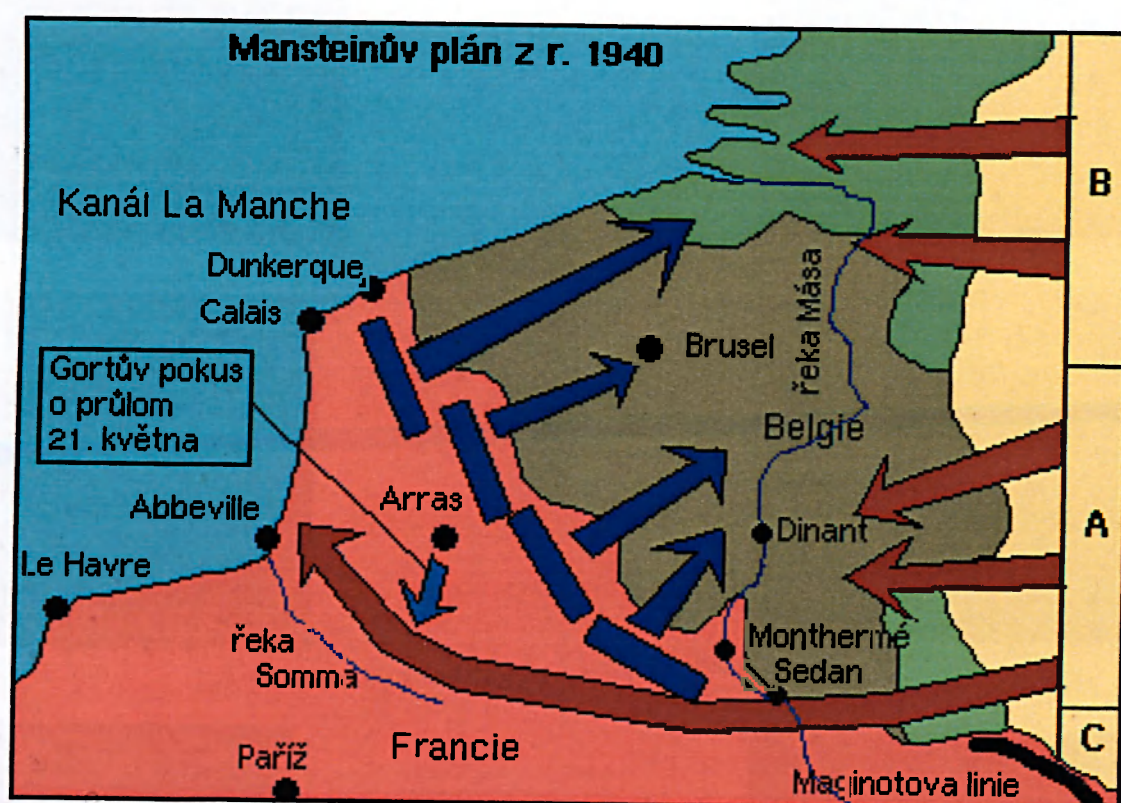 Mansteinův plán z r. 1940
B
Kanál La Manche
Dunkerque
Calais
řeka Mása
Brusel
Gortův pokus
o průlom
21. května
Belgie
Abbeville
Arras
A
Dinant
Le Havre
řeka
Somma
Monthermé
Sedan
C
Francie
Paříž
Maginotova linie